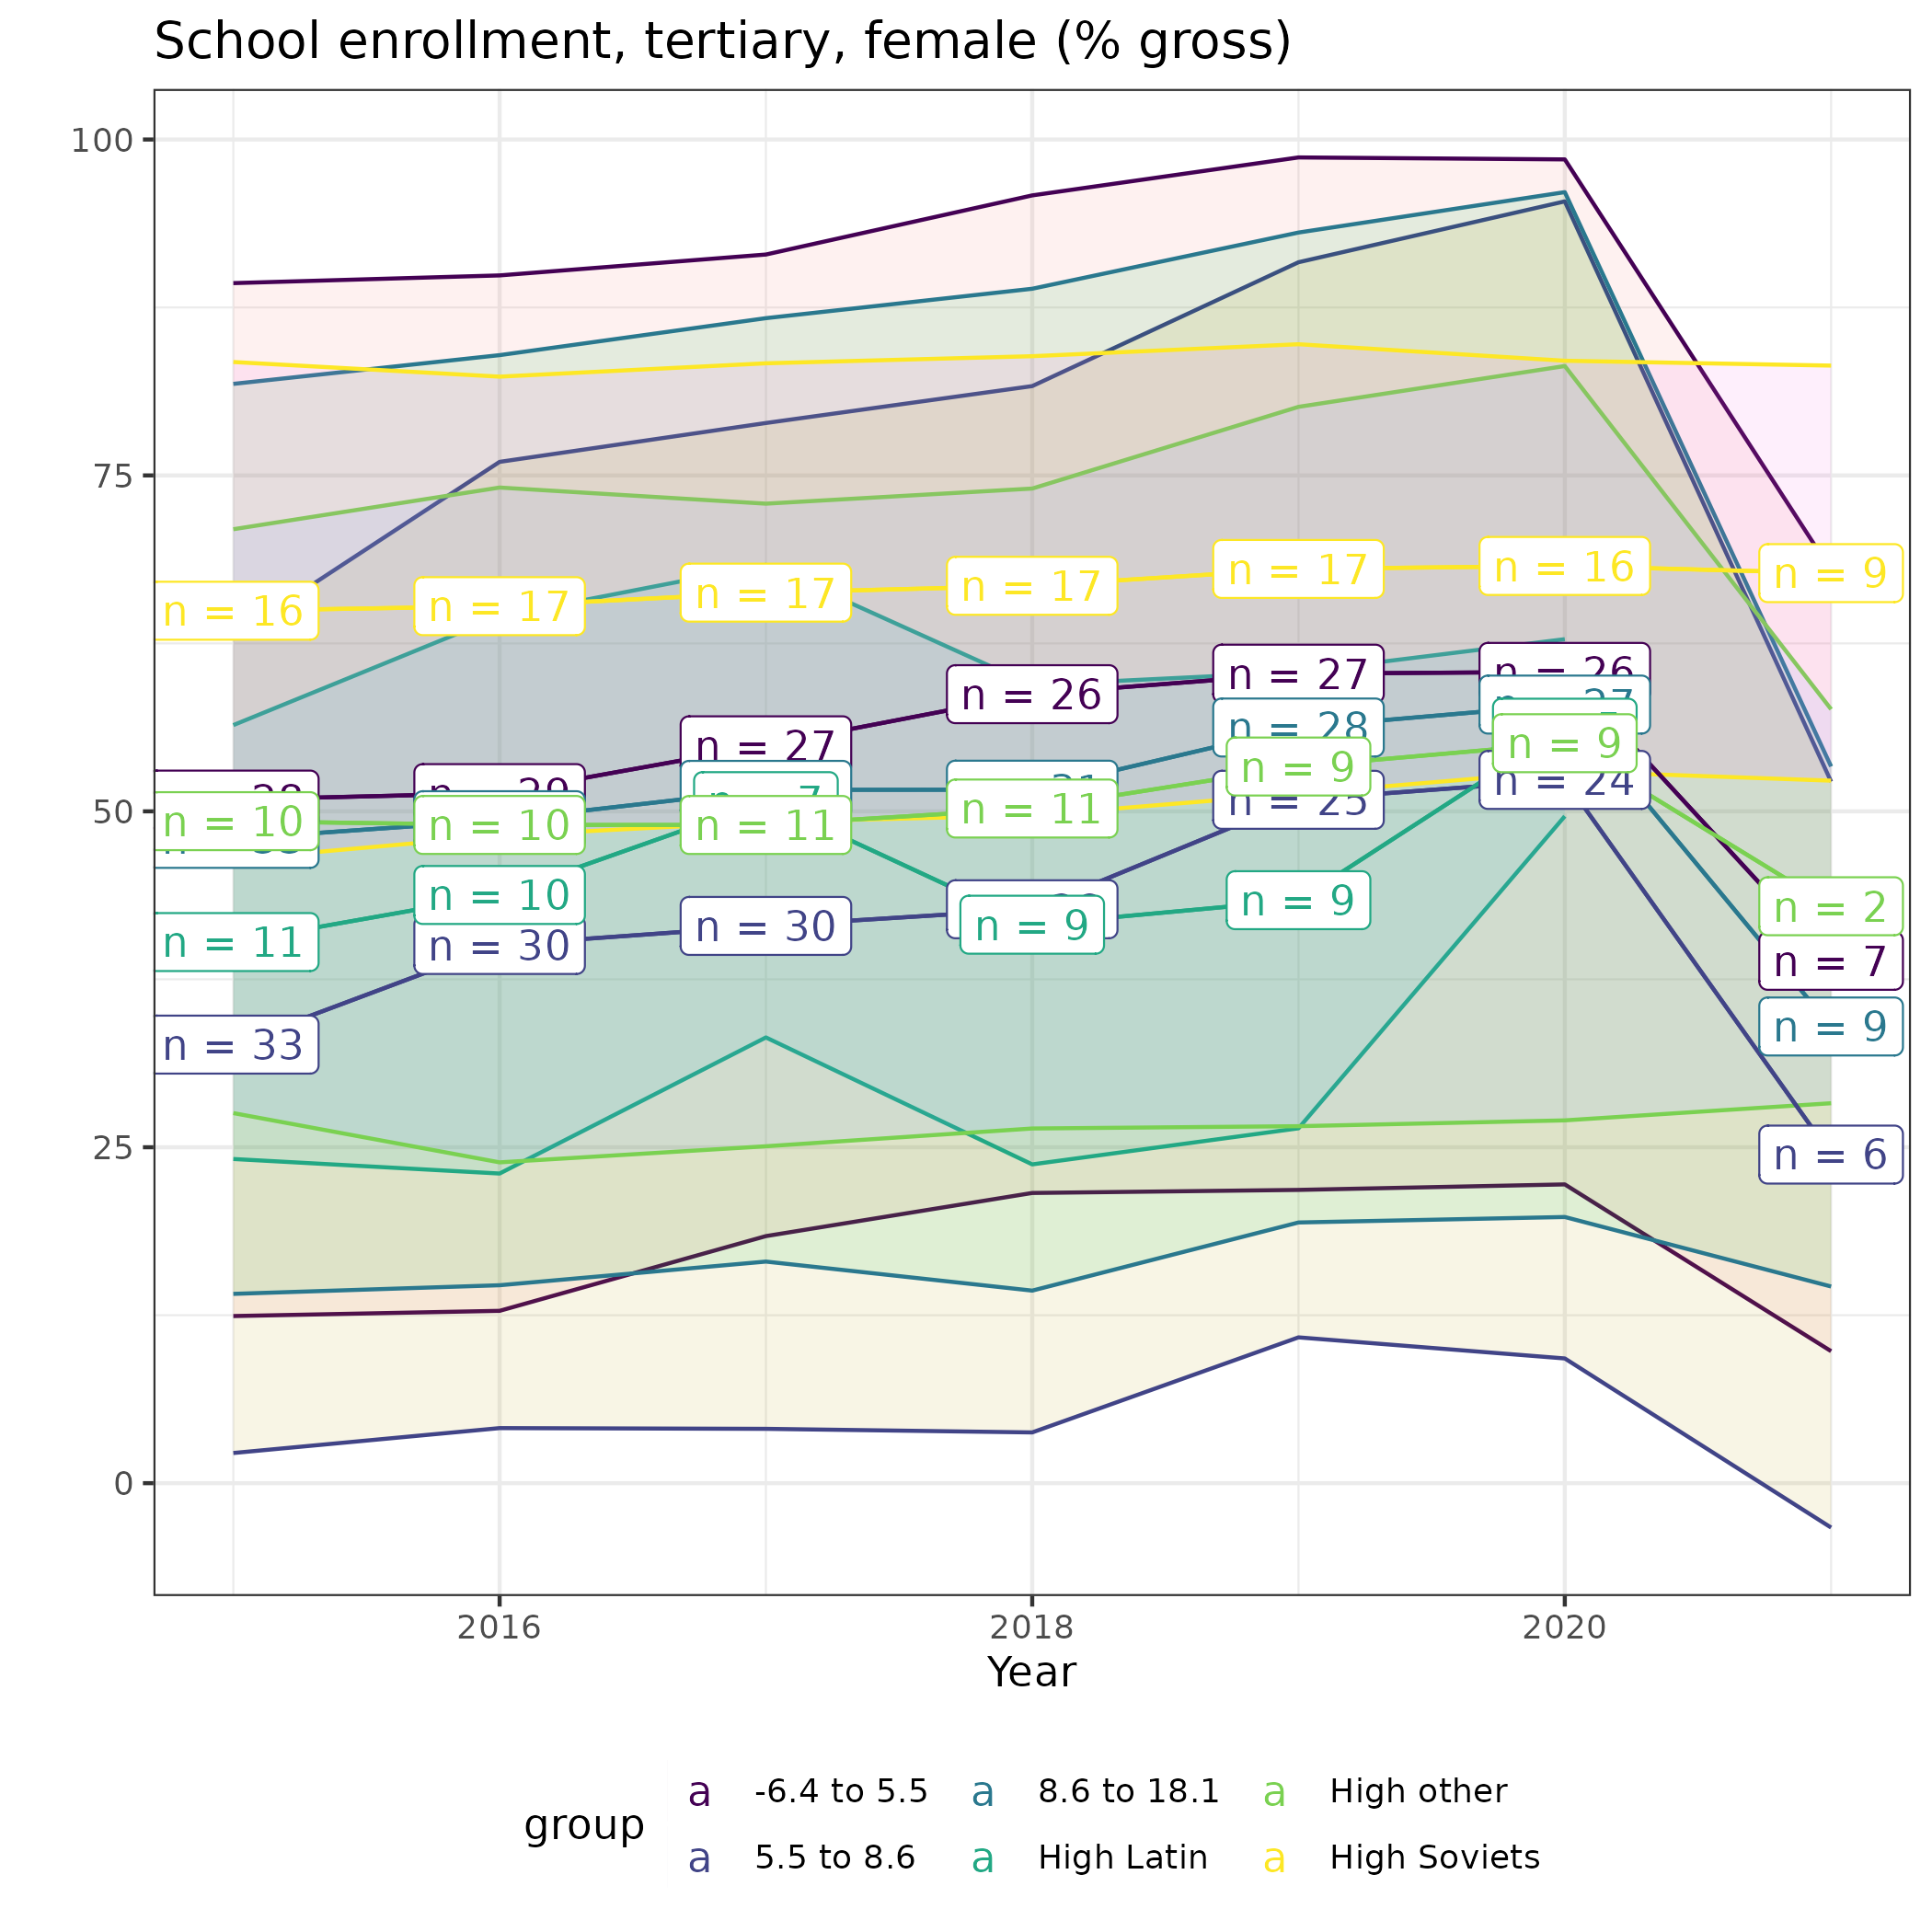 School enrollment, tertiary, female (% gross)
100
75
50
25
0
n = 16
n = 17
n = 17
n = 17
n = 17
n = 16
n = 9
n = 26
n = 27
n = 26
n = 27
n = 28
n = 27
n = 9
n = 9
n = 10
n = 10
n = 11
n = 11
n = 25
n = 24
n = 11
n = 10
n = 30
n = 30
n = 9
n = 9
n = 2
n = 7
n = 9
n = 33
n = 6
2016
2018
2020
Year
group
a -6.4 to 5.5 a 8.6 to 18.1 a High other
a 5.5 to 8.6 a High Latin a High Soviets